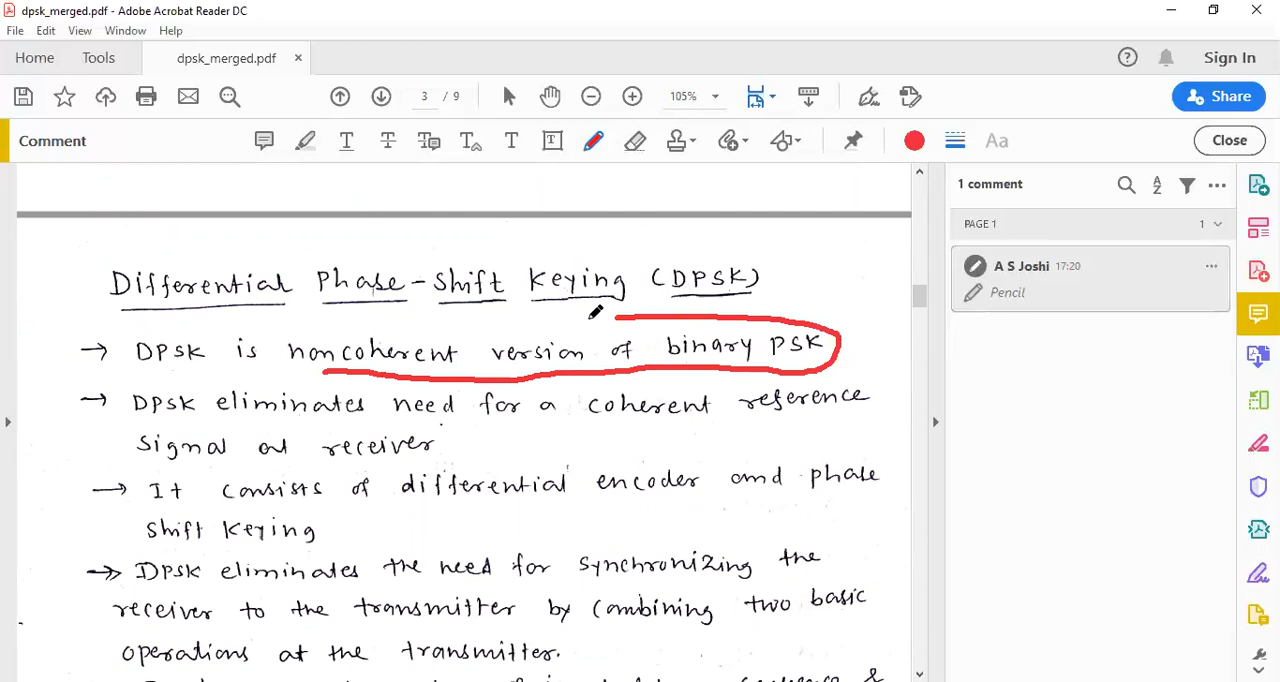 dpsk_merged.pdf - Adobe Acrobat Reader DC
File Edit View Window Help
Home Tools dpsk_merged.pdf × Sign In
3 / 9 105% Share
Comment Aa Close
1 comment
PAGE 1 1
A S Joshi 17:20
Pencil
Differential Phase-Shift Keying (DPSK)
→ DPSK is noncoherent version of binary PSK
→ DPSK eliminates need for a coherent reference
signal at receiver
→ It consists of differential encoder and phase
shift keying
→ DPSK eliminates the need for synchronizing the
receiver to the transmitter by combining two basic
operations at the transmitter.